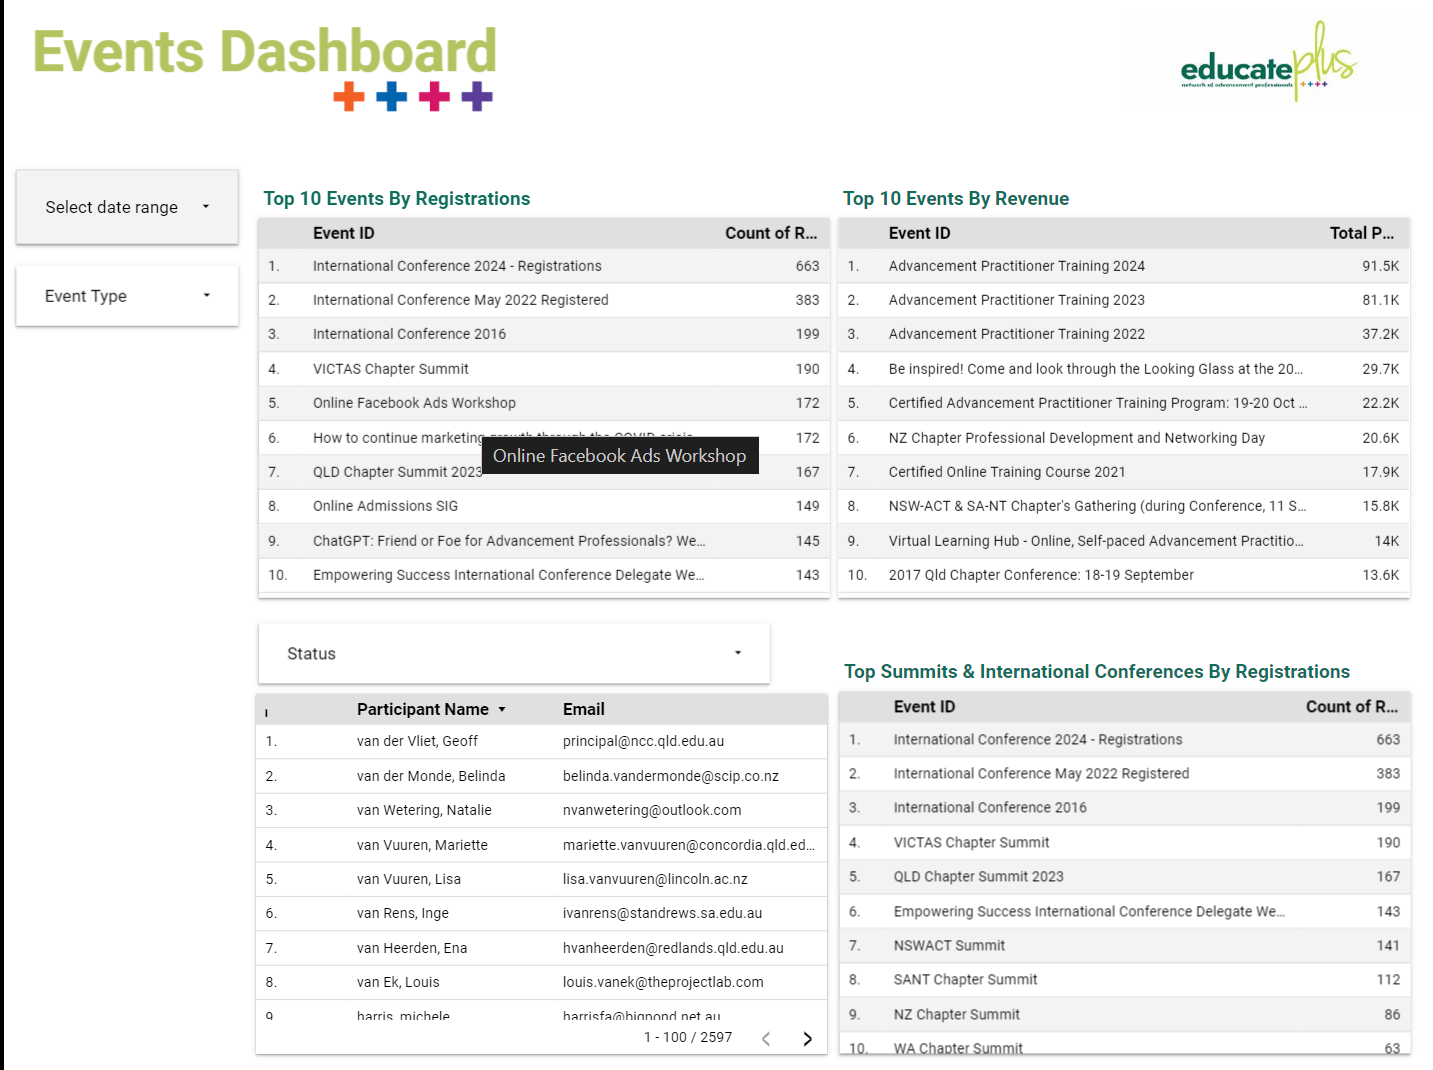 Events Dashboard
educateplus
network of advancement professionals
Select date range
Event Type
Top 10 Events By Registrations
Event ID Count of R...
1. International Conference 2024 - Registrations 663
2. International Conference May 2022 Registered 383
3. International Conference 2016 199
4. VICTAS Chapter Summit 190
5. Online Facebook Ads Workshop 172
6. How to continue marketing growth through the COVID crisis 172
Online Facebook Ads Workshop
7. QLD Chapter Summit 2023 167
8. Online Admissions SIG 149
9. ChatGPT: Friend or Foe for Advancement Professionals? We... 145
10. Empowering Success International Conference Delegate We... 143
Top 10 Events By Revenue
Event ID Total P...
1. Advancement Practitioner Training 2024 91.5K
2. Advancement Practitioner Training 2023 81.1K
3. Advancement Practitioner Training 2022 37.2K
4. Be inspired! Come and look through the Looking Glass at the 20... 29.7K
5. Certified Advancement Practitioner Training Program: 19-20 Oct ... 22.2K
6. NZ Chapter Professional Development and Networking Day 20.6K
7. Certified Online Training Course 2021 17.9K
8. NSW-ACT & SA-NT Chapter's Gathering (during Conference, 11 S... 15.8K
9. Virtual Learning Hub - Online, Self-paced Advancement Practitio... 14K
10. 2017 Qld Chapter Conference: 18-19 September 13.6K
Status
Participant Name Email
1. van der Vliet, Geoff principal@ncc.qld.edu.au
2. van der Monde, Belinda belinda.vandermonde@scip.co.nz
3. van Wetering, Natalie nvanwetering@outlook.com
4. van Vuuren, Mariette mariette.vanvuuren@concordia.qld.ed...
5. van Vuuren, Lisa lisa.vanvuuren@lincoln.ac.nz
6. van Rens, Inge ivanrens@standrews.sa.edu.au
7. van Heerden, Ena hvanheerden@redlands.qld.edu.au
8. van Ek, Louis louis.vanek@theprojectlab.com
9. harris, michele harrisfa@bigpond.net.au
1 - 100 / 2597
Top Summits & International Conferences By Registrations
Event ID Count of R...
1. International Conference 2024 - Registrations 663
2. International Conference May 2022 Registered 383
3. International Conference 2016 199
4. VICTAS Chapter Summit 190
5. QLD Chapter Summit 2023 167
6. Empowering Success International Conference Delegate We... 143
7. NSWACT Summit 141
8. SANT Chapter Summit 112
9. NZ Chapter Summit 86
10. WA Chapter Summit 63